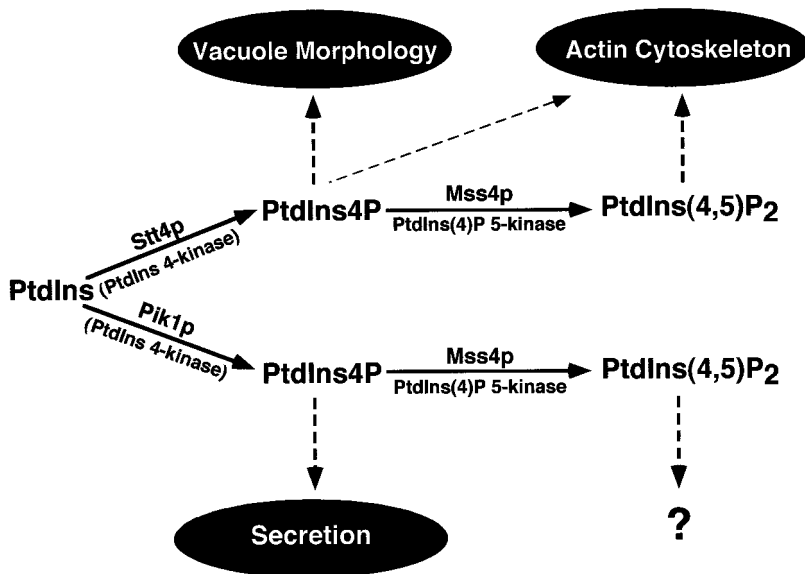 Vacuole Morphology
Actin Cytoskeleton
Stt4p
(PtdIns 4-kinase)
PtdIns4P
Mss4p
PtdIns(4)P 5-kinase
PtdIns(4,5)P2
PtdIns
Pik1p
(PtdIns 4-kinase)
PtdIns4P
Mss4p
PtdIns(4)P 5-kinase
PtdIns(4,5)P2
Secretion
?